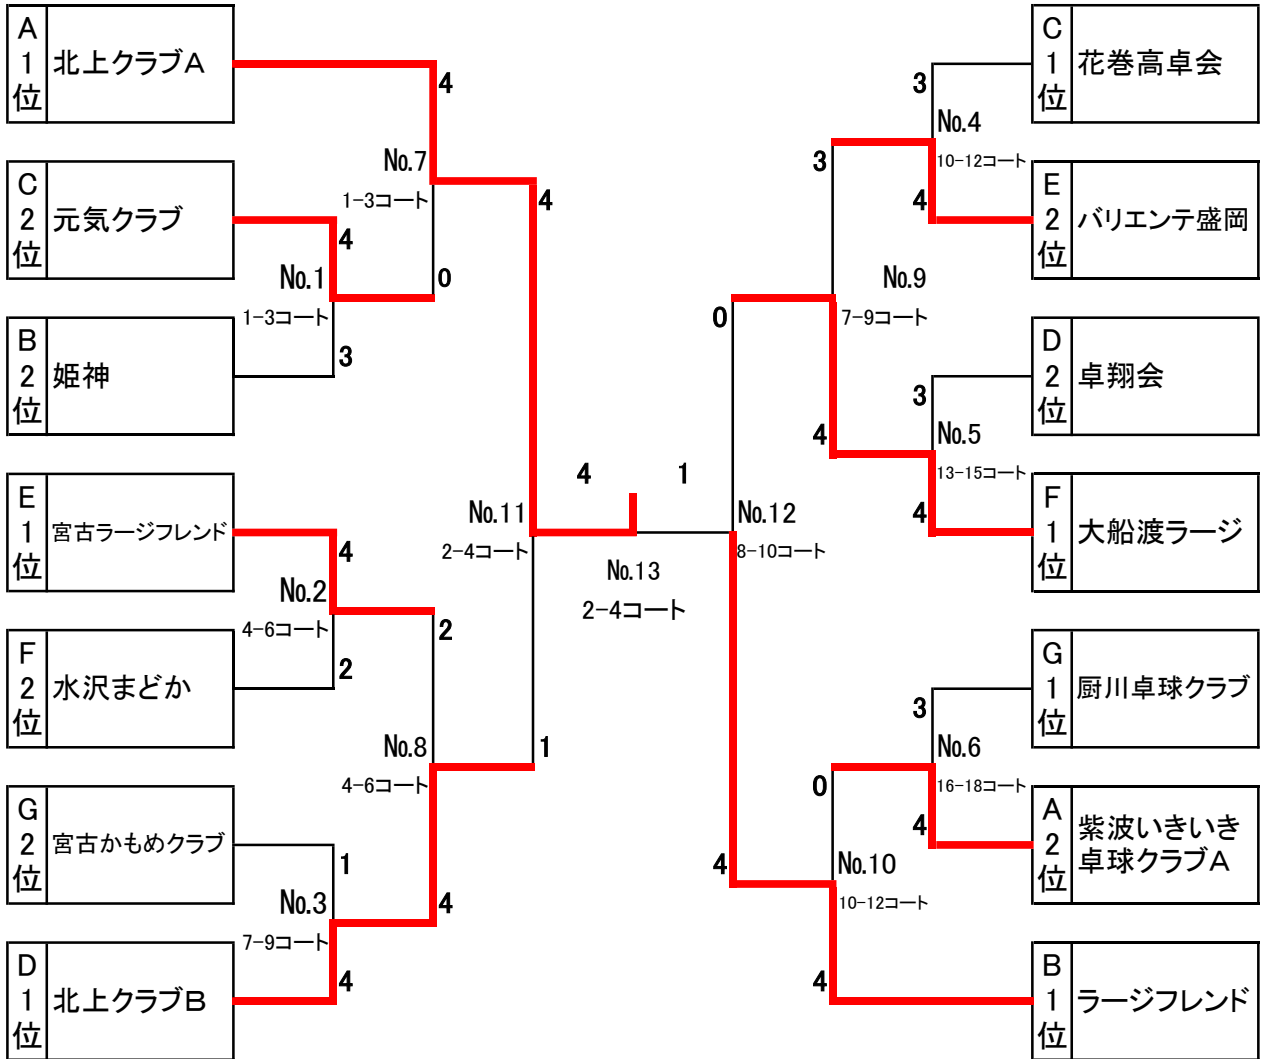 A
1
位
北上クラブA
4
No.7
1-3コート
C
2
位
元気クラブ
4
No.1
1-3コート
0
B
2
位
姫神
3
4
E
1
位
宮古ラージフレンド
4
No.2
4-6コート
2
F
2
位
水沢まどか
2
No.8
4-6コート
1
G
2
位
宮古かもめクラブ
1
No.3
7-9コート
4
D
1
位
北上クラブB
4
No.11
2-4コート
4
1
No.13
2-4コート
No.12
8-10コート
0
4
C
1
位
花巻高卓会
3
No.4
10-12コート
E
2
位
バリエンテ盛岡
4
3
No.9
7-9コート
D
2
位
卓翔会
3
No.5
13-15コート
4
F
1
位
大船渡ラージ
4
G
1
位
厨川卓球クラブ
3
No.6
16-18コート
0
A
2
位
紫波いきいき
卓球クラブA
4
No.10
10-12コート
B
1
位
ラージフレンド
4